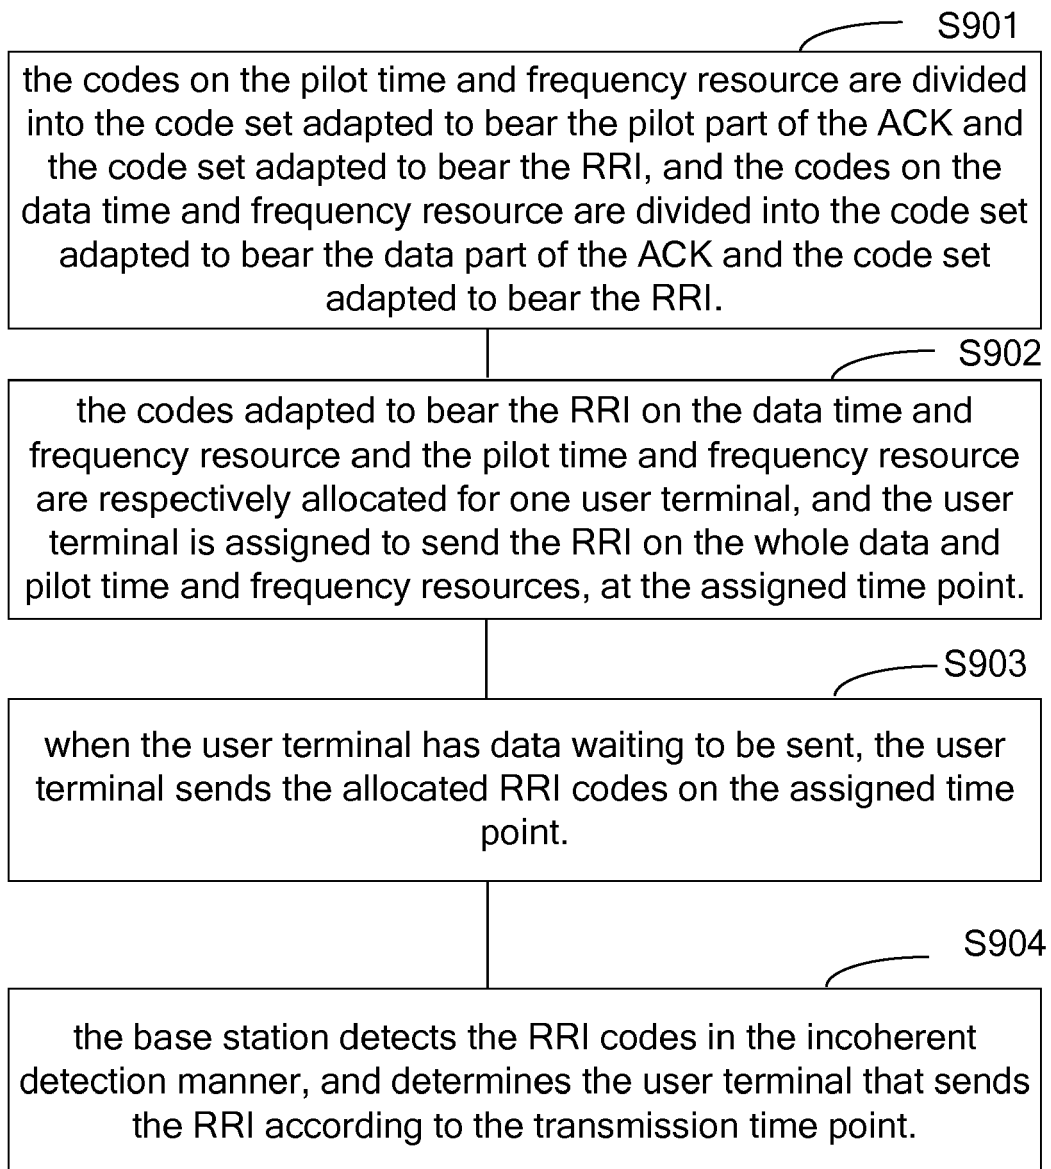 S901
the codes on the pilot time and frequency resource are divided
into the code set adapted to bear the pilot part of the ACK and
the code set adapted to bear the RRI, and the codes on the
data time and frequency resource are divided into the code set
adapted to bear the data part of the ACK and the code set
adapted to bear the RRI.
S902
the codes adapted to bear the RRI on the data time and
frequency resource and the pilot time and frequency resource
are respectively allocated for one user terminal, and the user
terminal is assigned to send the RRI on the whole data and
pilot time and frequency resources, at the assigned time point.
S903
when the user terminal has data waiting to be sent, the user
terminal sends the allocated RRI codes on the assigned time
point.
S904
the base station detects the RRI codes in the incoherent
detection manner, and determines the user terminal that sends
the RRI according to the transmission time point.